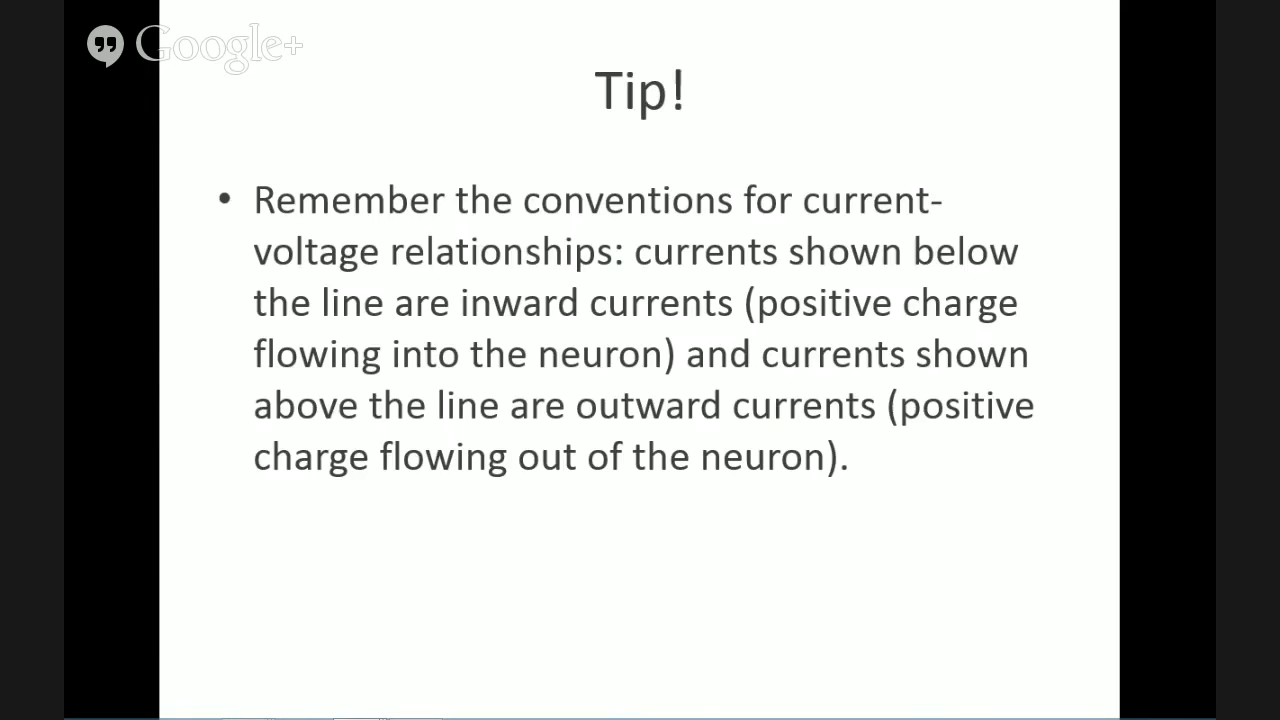 Google+
Tip!
• Remember the conventions for current-
voltage relationships: currents shown below
the line are inward currents (positive charge
flowing into the neuron) and currents shown
above the line are outward currents (positive
charge flowing out of the neuron).